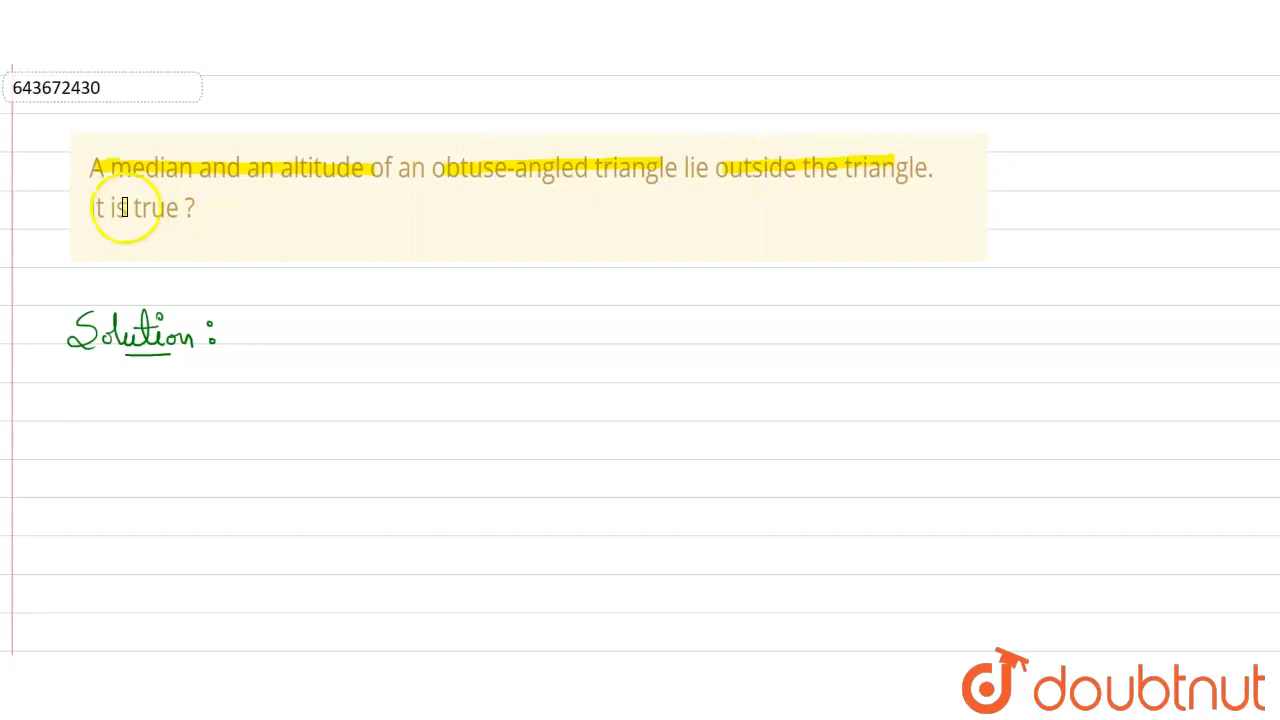 643672430
A median and an altitude of an obtuse-angled triangle lie outside the triangle.
It is true ?
Solution :
doubtnut